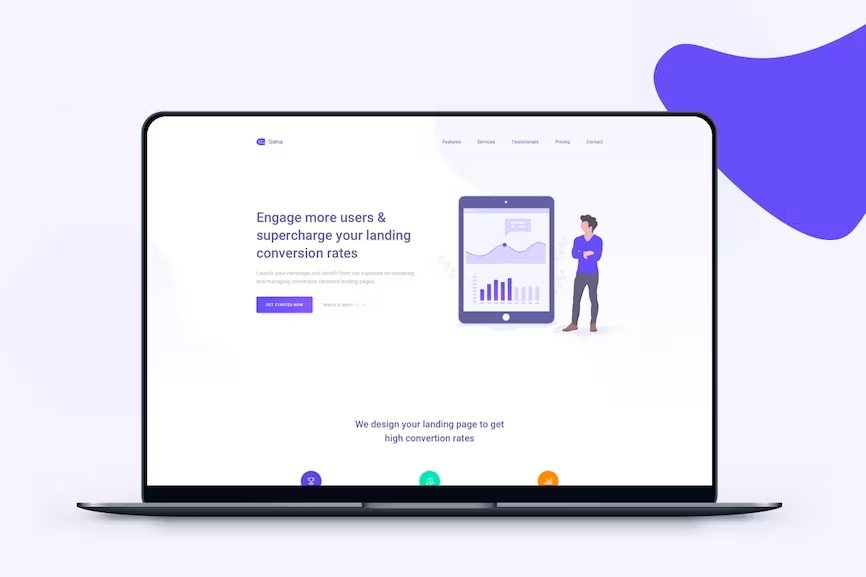 Siena
Features Services Testimonials Pricing Contact
Engage more users &
supercharge your landing
conversion rates
Launch your campaign and benefit from our expertise on designing
and managing conversion centered landing pages.
GET STARTED NOW
We design your landing page to get
high convertion rates